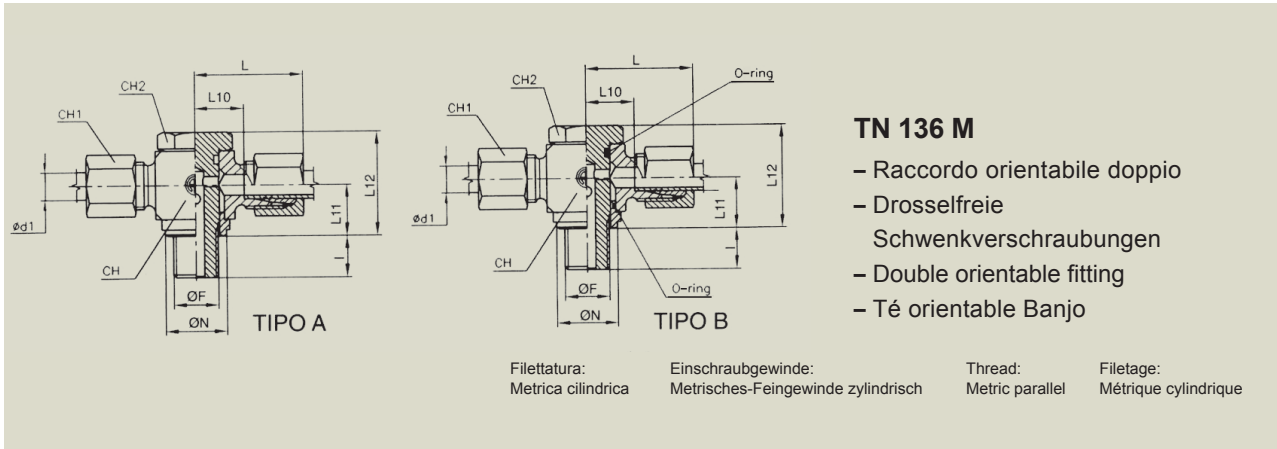 L
L10
CH2
CH1
L12
L11
ød1
l
CH
ØF
ØN
TIPO A
L
L10
O-ring
CH2
CH1
L12
L11
ød1
l
CH
ØF
O-ring
ØN
TIPO B
TN 136 M
– Raccordo orientabile doppio
– Drosselfreie
Schwenkverschraubungen
– Double orientable fitting
– Té orientable Banjo
Filettatura:
Metrica cilindrica
Einschraubgewinde:
Metrisches-Feingewinde zylindrisch
Thread:
Metric parallel
Filetage:
Métrique cylindrique